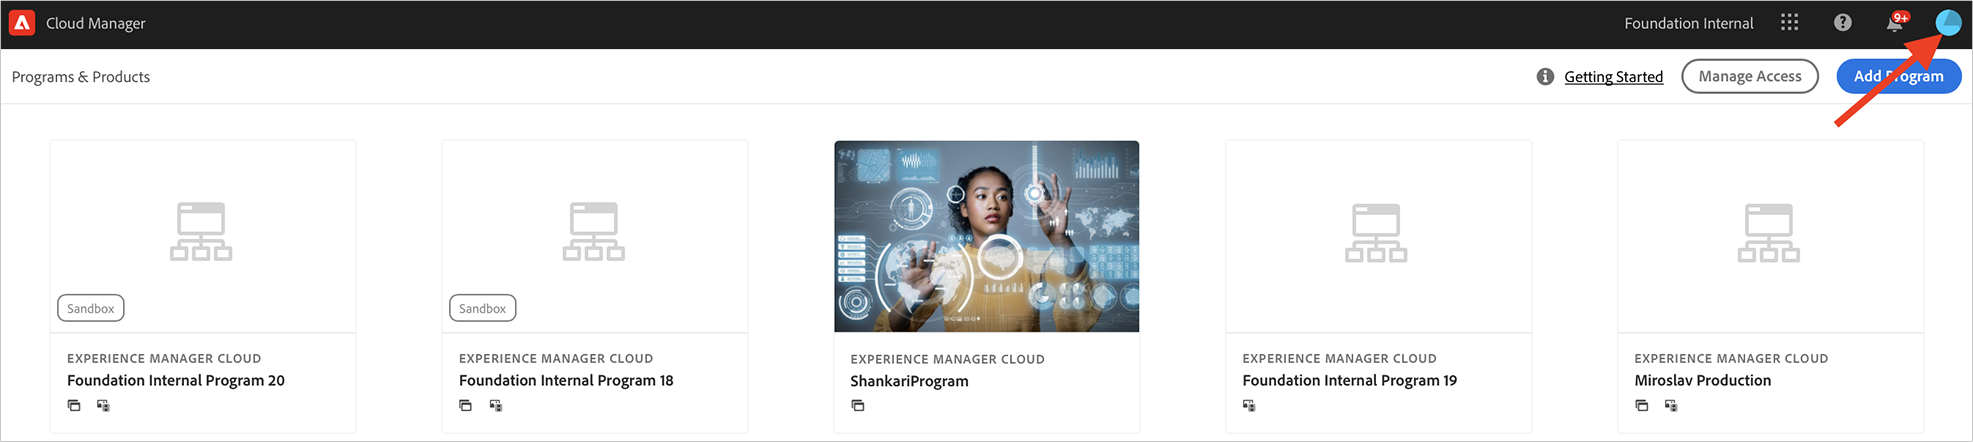 Cloud Manager
Foundation Internal
9+
Programs & Products
Getting Started
Manage Access
Add Program
Sandbox
EXPERIENCE MANAGER CLOUD
Foundation Internal Program 20
Sandbox
EXPERIENCE MANAGER CLOUD
Foundation Internal Program 18
EXPERIENCE MANAGER CLOUD
ShankariProgram
EXPERIENCE MANAGER CLOUD
Foundation Internal Program 19
EXPERIENCE MANAGER CLOUD
Miroslav Production